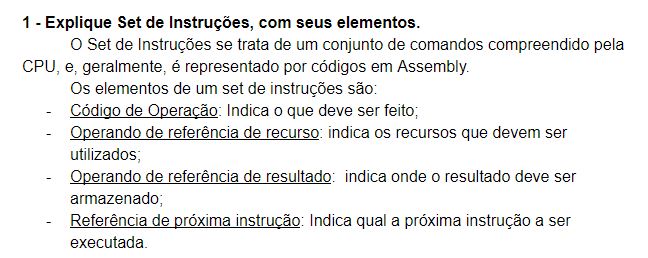 1 - Explique Set de Instruções, com seus elementos.
O Set de Instruções se trata de um conjunto de comandos compreendido pela
CPU, e, geralmente, é representado por códigos em Assembly.
Os elementos de um set de instruções são:
- Código de Operação: Indica o que deve ser feito;
- Operando de referência de recurso: indica os recursos que devem ser
utilizados;
- Operando de referência de resultado:  indica onde o resultado deve ser
armazenado;
- Referência de próxima instrução: Indica qual a próxima instrução a ser
executada.